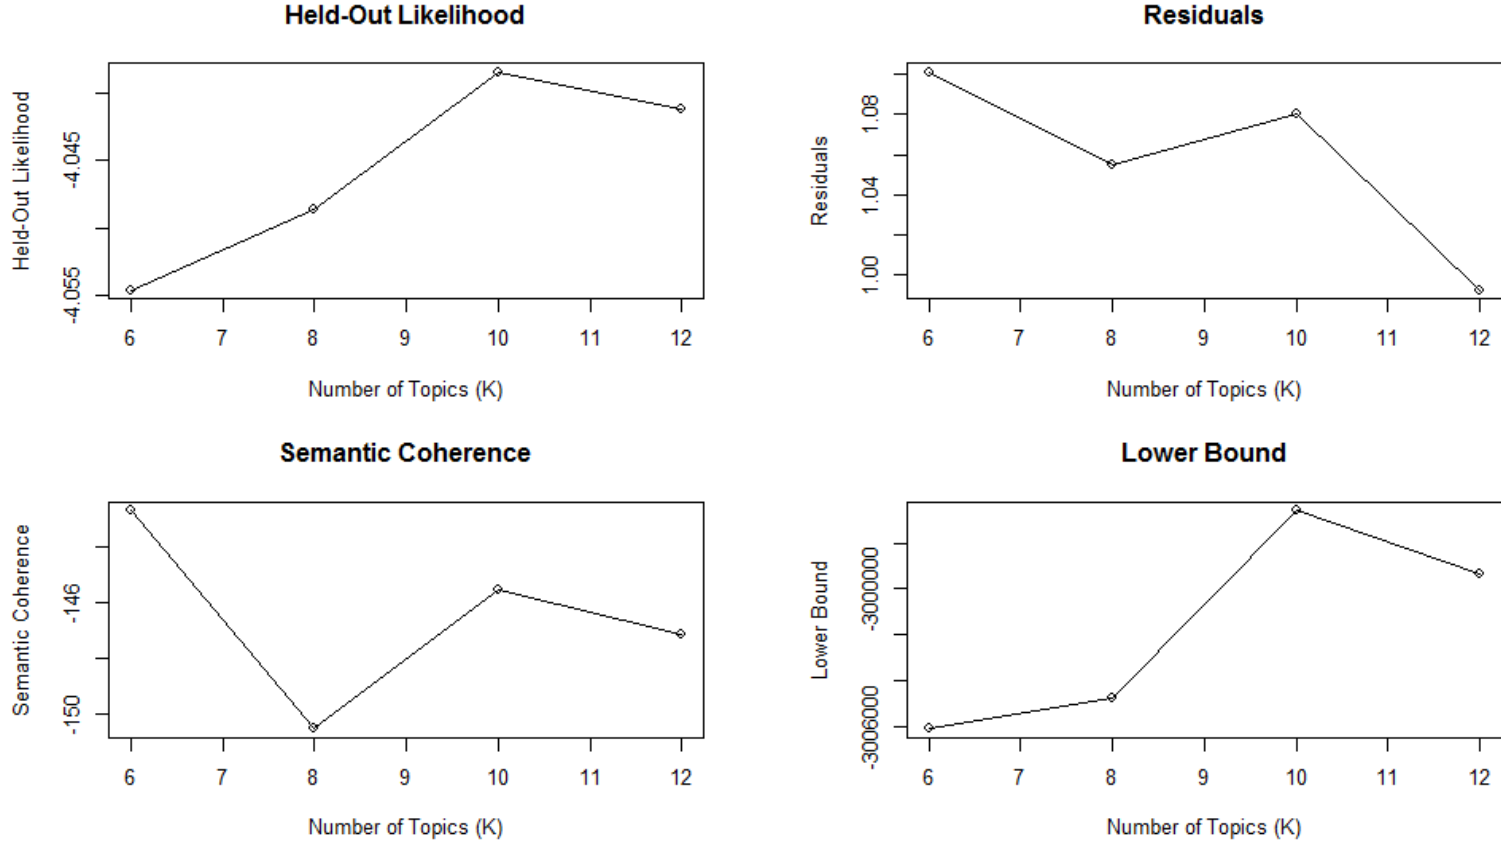 Held-Out Likelihood
Held-Out Likelihood
-4.045
-4.055
6 7 8 9 10 11 12
Number of Topics (K)
Residuals
Residuals
1.08
1.04
1.00
6 7 8 9 10 11 12
Number of Topics (K)
Semantic Coherence
Semantic Coherence
-146
-150
6 7 8 9 10 11 12
Number of Topics (K)
Lower Bound
Lower Bound
-3000000
-3006000
6 7 8 9 10 11 12
Number of Topics (K)